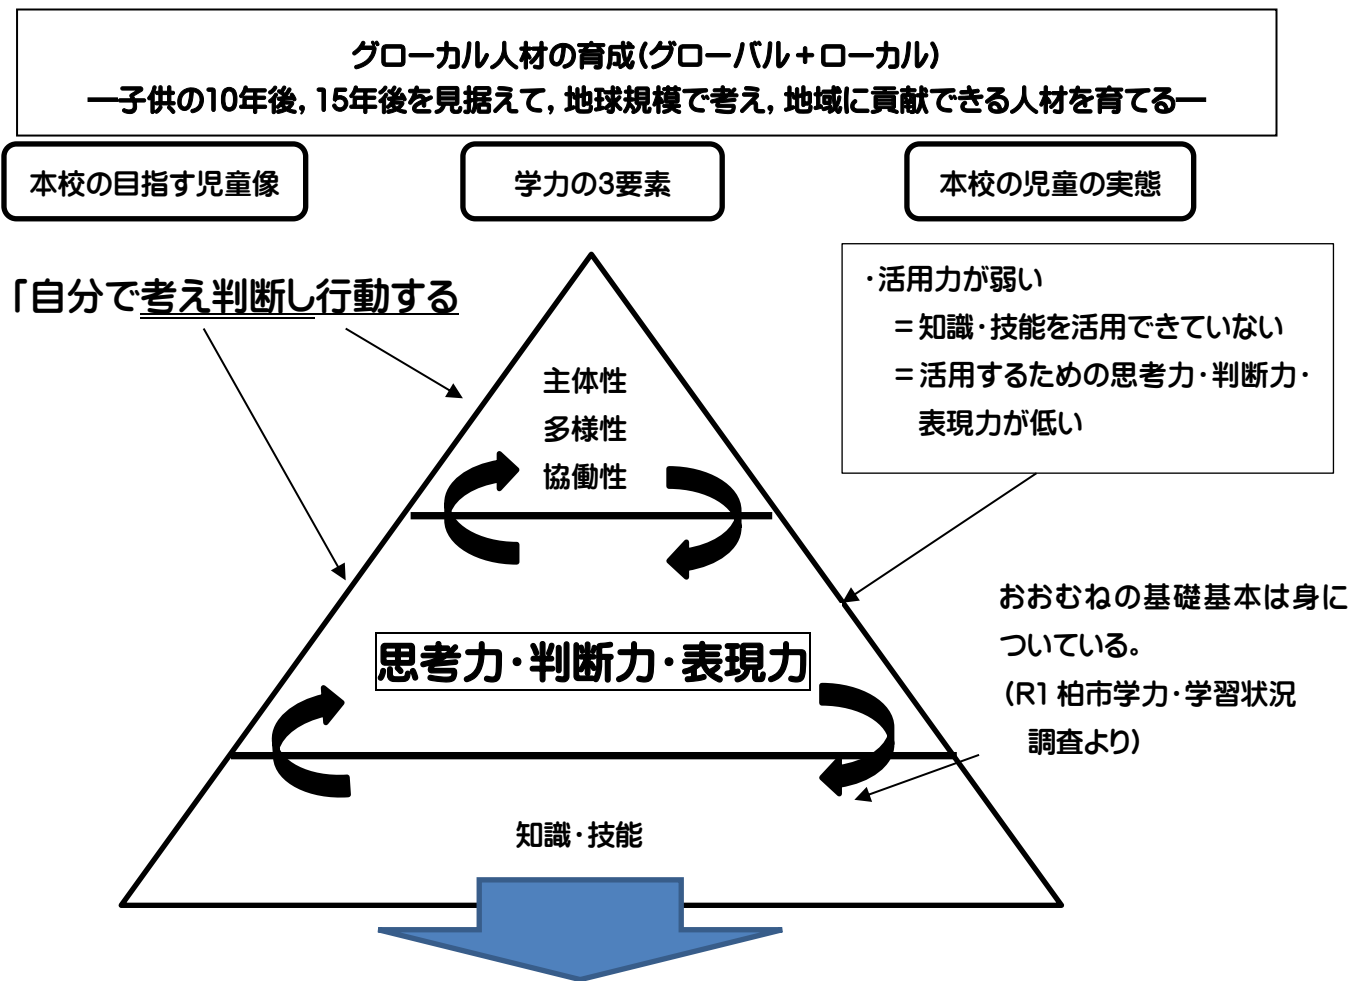 グローカル人材の育成(グローバル+ローカル)
―子供の10年後,15年後を見据えて,地球規模で考え,地域に貢献できる人材を育てる―
本校の目指す児童像
学力の3要素
本校の児童の実態
「自分で考え判断し行動する
・活用力が弱い
=知識・技能を活用できていない
=活用するための思考力・判断力・
表現力が低い
主体性
多様性
協働性
おおむねの基礎基本は身に
ついている。
(R1 柏市学力・学習状況
調査より)
思考力・判断力・表現力
知識・技能